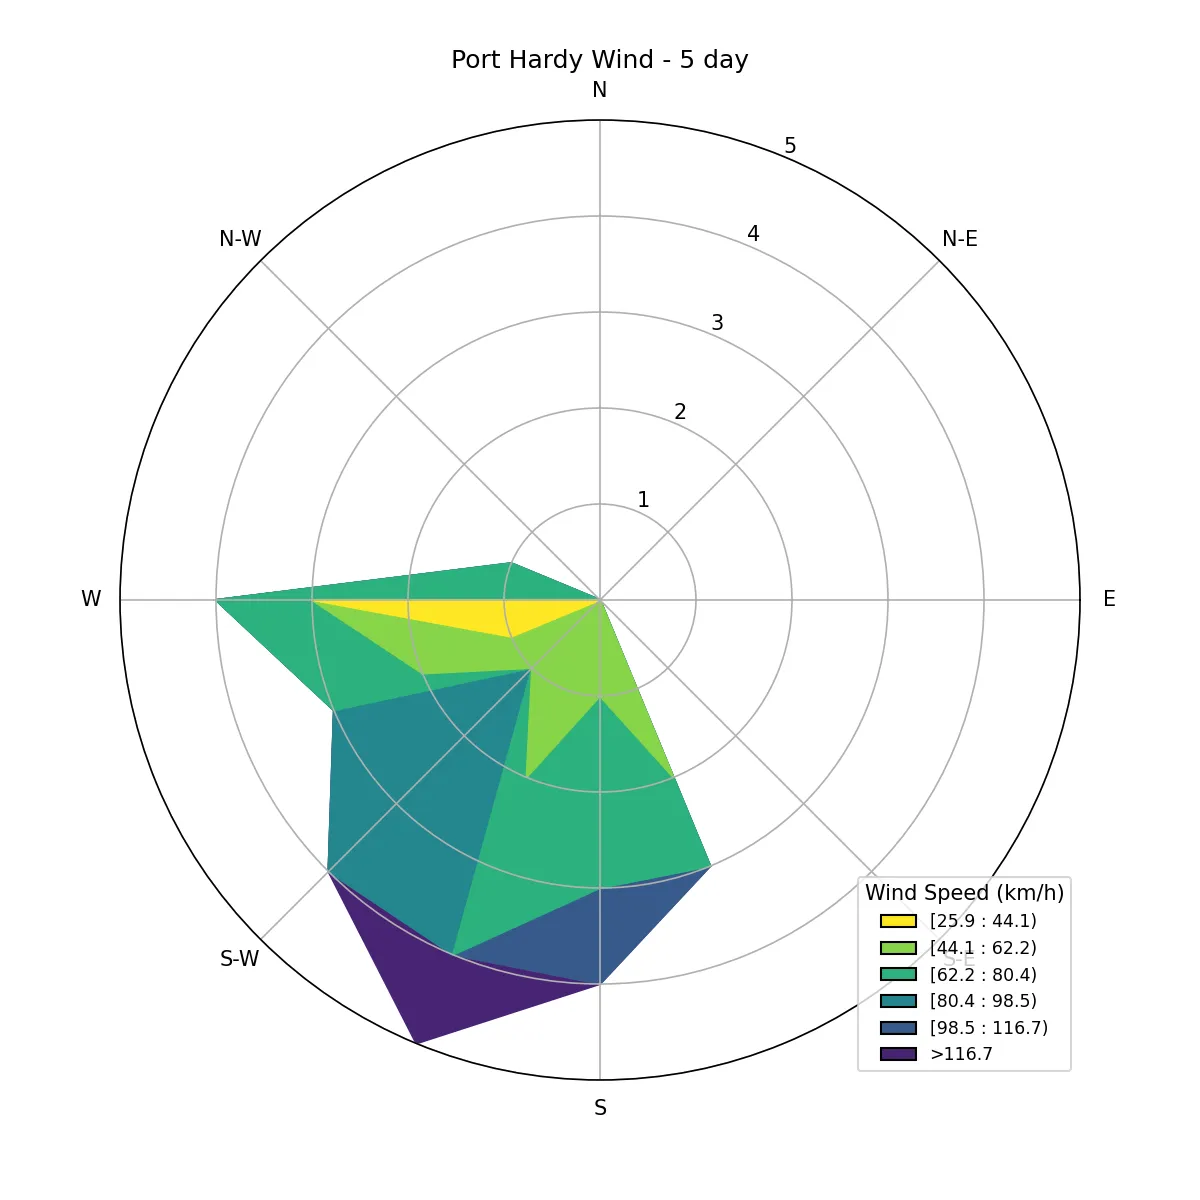 Port Hardy Wind - 5 day
N
5
N-W
4
N-E
3
2
1
W
E
S-W
S-E
S
Wind Speed (km/h)
[25.9 : 44.1)
[44.1 : 62.2)
[62.2 : 80.4)
[80.4 : 98.5)
[98.5 : 116.7)
>116.7